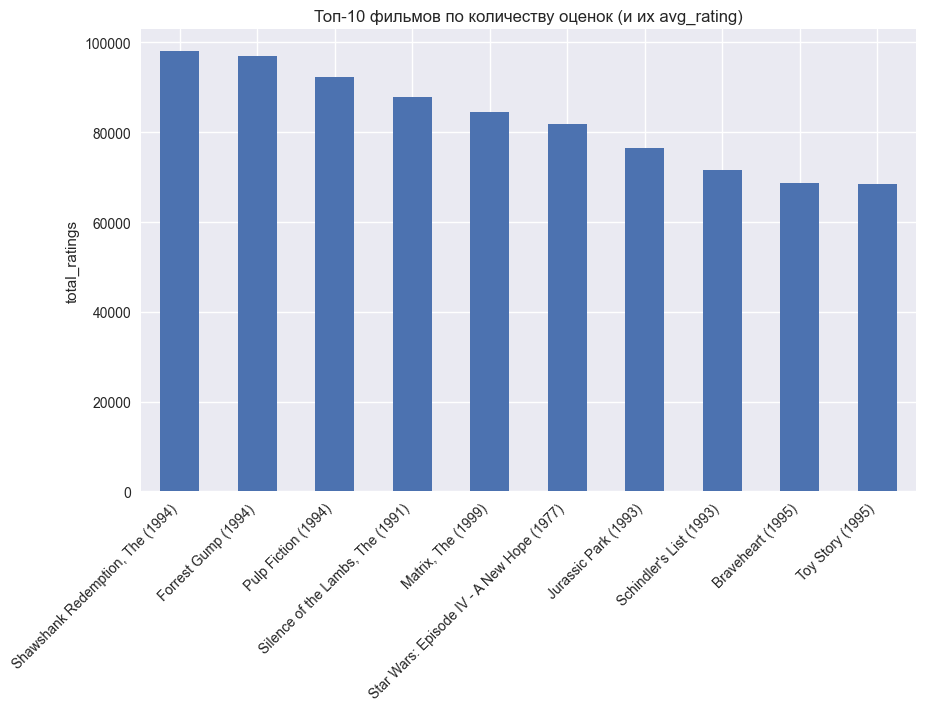 Топ-10 фильмов по количеству оценок (и их avg_rating)
total_ratings
100000
80000
60000
40000
20000
0
Shawshank Redemption, The (1994)
Forrest Gump (1994)
Pulp Fiction (1994)
Silence of the Lambs, The (1991)
Matrix, The (1999)
Star Wars: Episode IV - A New Hope (1977)
Jurassic Park (1993)
Schindler's List (1993)
Braveheart (1995)
Toy Story (1995)